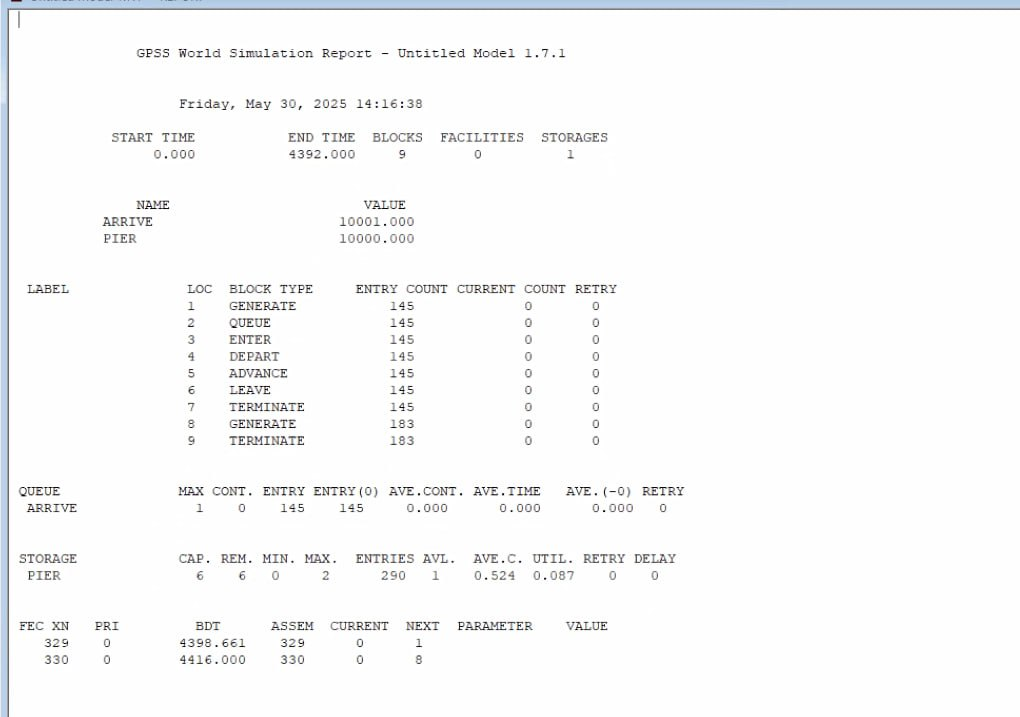 GPSS World Simulation Report - Untitled Model 1.7.1
Friday, May 30, 2025 14:16:38
START TIME END TIME BLOCKS FACILITIES STORAGES
0.000 4392.000 9 0 1
NAME VALUE
ARRIVE 10001.000
PIER 10000.000
LABEL LOC BLOCK TYPE ENTRY COUNT CURRENT COUNT RETRY
1 GENERATE 145 0 0
2 QUEUE 145 0 0
3 ENTER 145 0 0
4 DEPART 145 0 0
5 ADVANCE 145 0 0
6 LEAVE 145 0 0
7 TERMINATE 145 0 0
8 GENERATE 183 0 0
9 TERMINATE 183 0 0
QUEUE MAX CONT. ENTRY ENTRY(0) AVE.CONT. AVE.TIME AVE.(-0) RETRY
ARRIVE 1 0 145 145 0.000 0.000 0.000 0
STORAGE CAP. REM. MIN. MAX. ENTRIES AVL. AVE.C. UTIL. RETRY DELAY
PIER 6 6 0 2 290 1 0.524 0.087 0 0
FEC XN PRI BDT ASSEM CURRENT NEXT PARAMETER VALUE
329 0 4398.661 329 0 1
330 0 4416.000 330 0 8